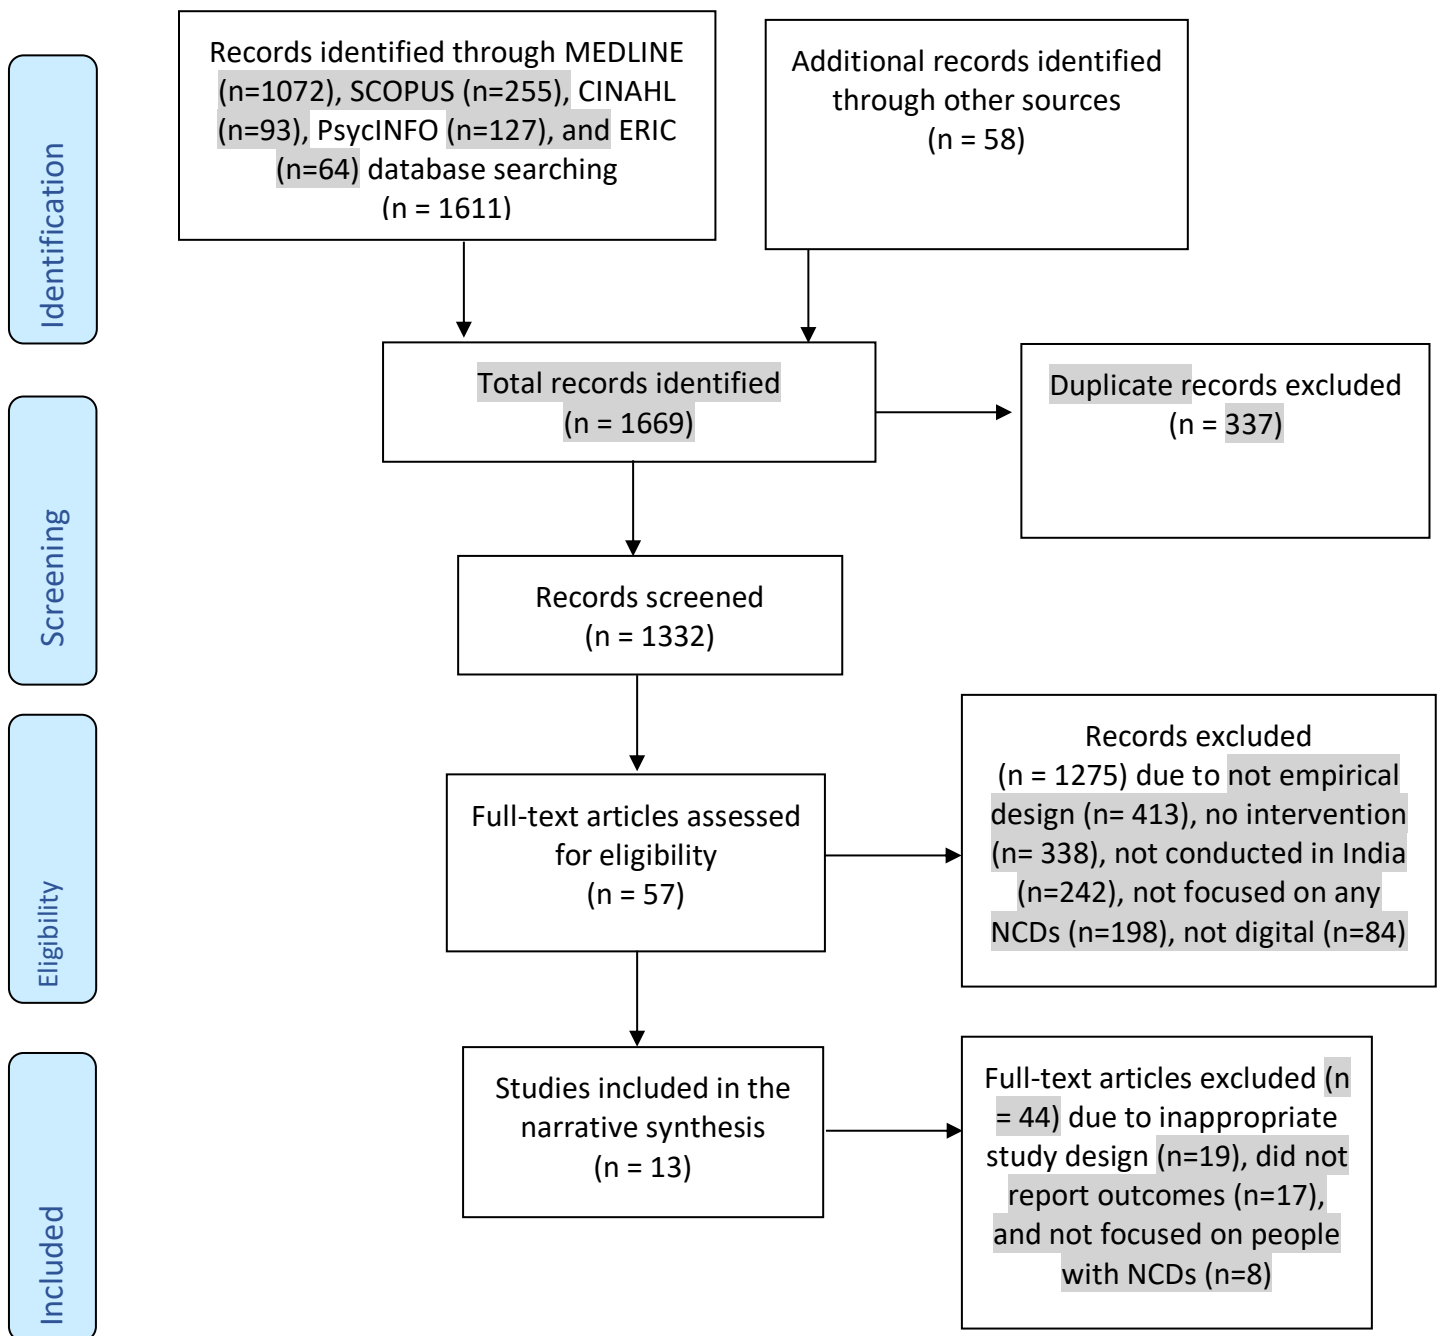 Identification
Records identified through MEDLINE
(n=1072), SCOPUS (n=255), CINAHL
(n=93), PsycINFO (n=127), and ERIC
(n=64) database searching
(n = 1611)
Additional records identified
through other sources
(n = 58)
Total records identified
(n = 1669)
Duplicate records excluded
(n = 337)
Screening
Records screened
(n = 1332)
Eligibility
Full-text articles assessed
for eligibility
(n = 57)
Records excluded
(n = 1275) due to not empirical
design (n= 413), no intervention
(n= 338), not conducted in India
(n=242), not focused on any
NCDs (n=198), not digital (n=84)
Included
Studies included in the
narrative synthesis
(n = 13)
Full-text articles excluded (n
= 44) due to inappropriate
study design (n=19), did not
report outcomes (n=17),
and not focused on people
with NCDs (n=8)